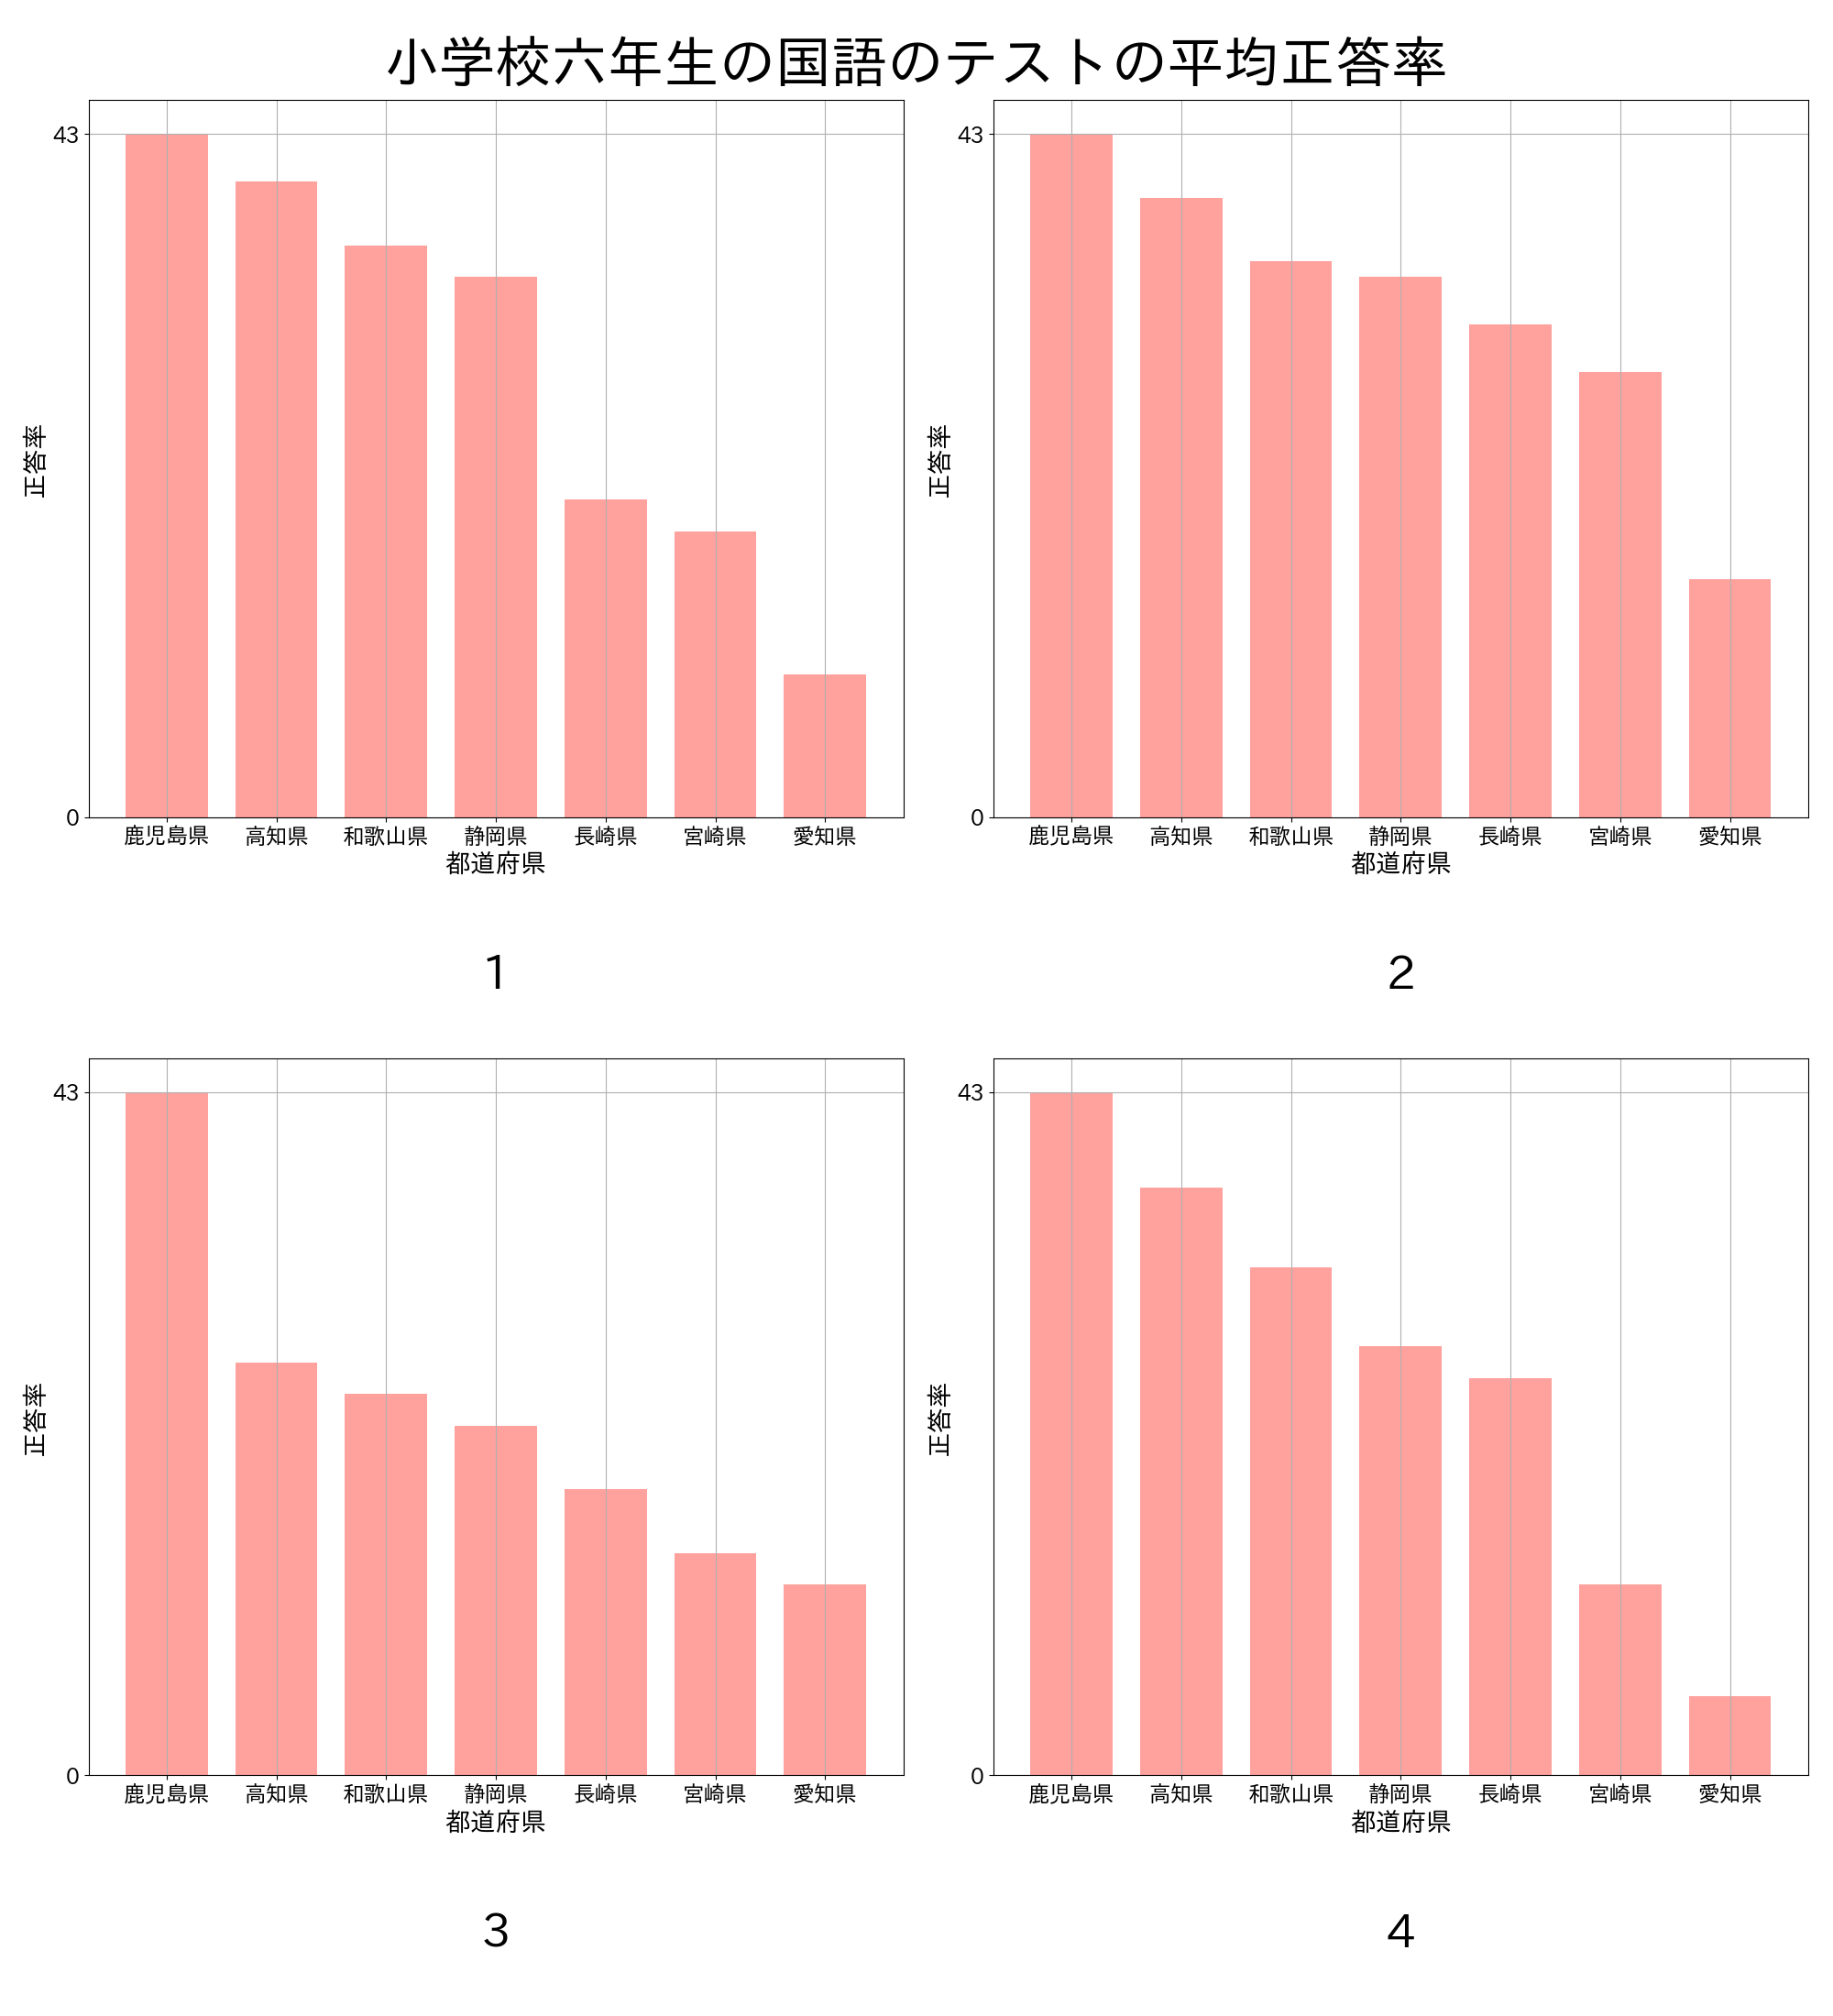 小学校六年生の国語のテストの平均正答率
43
0
正答率
鹿児島県 高知県 和歌山県 静岡県 長崎県 宮崎県 愛知県
都道府県
1
43
0
正答率
鹿児島県 高知県 和歌山県 静岡県 長崎県 宮崎県 愛知県
都道府県
2
43
0
正答率
鹿児島県 高知県 和歌山県 静岡県 長崎県 宮崎県 愛知県
都道府県
3
43
0
正答率
鹿児島県 高知県 和歌山県 静岡県 長崎県 宮崎県 愛知県
都道府県
4